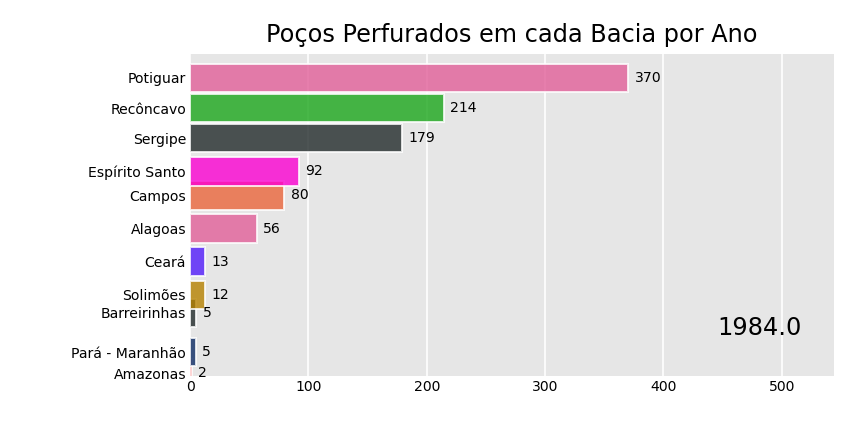 Poços Perfurados em cada Bacia por Ano
Potiguar 370
Recôncavo 214
Sergipe 179
Espírito Santo 92
Campos 80
Alagoas 56
Ceará 13
Solimões 12
Barreirinhas 5
1984.0
Pará - Maranhão 5
Amazonas 2
0 100 200 300 400 500